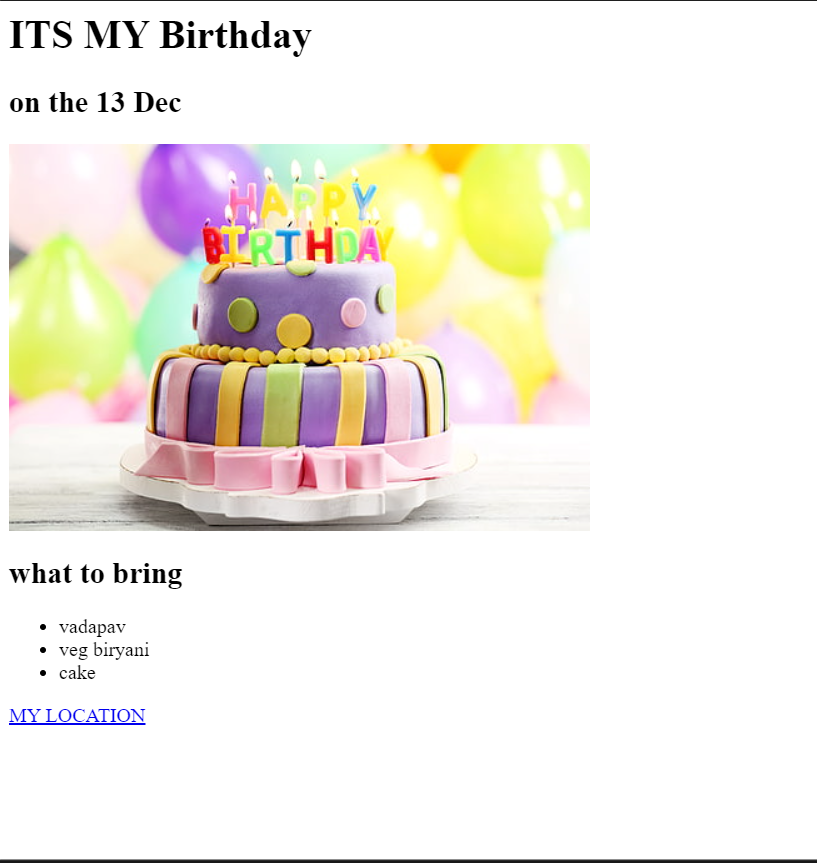 ITS MY Birthday
on the 13 Dec
HAPPY
BIRTHDAY
what to bring
vadapav
veg biryani
cake
MY LOCATION